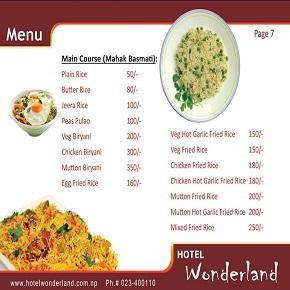 Menu
Page 7
Main Course (Mahak Basmati):
Plain Rice 50/-
Butter Rice 80/-
Jeera Rice 100/-
Peas Pulao 100/-
Veg Biryani 200/-
Chicken Biryani 300/-
Mutton Biryani 350/-
Egg Fried Rice 160/-
Veg Hot Garlic Fried Rice 150/-
Veg Fried Rice 150/-
Chicken Fried Rice 180/-
Chicken Hot Garlic Fried Rice 180/-
Mutton Fried Rice 200/-
Mutton Hot Garlic Fried Rice 200/-
Mixed Fried Rice 250/-
HOTEL
Wonderland
www.hotelwonderland.com.np Ph.# 023-400110